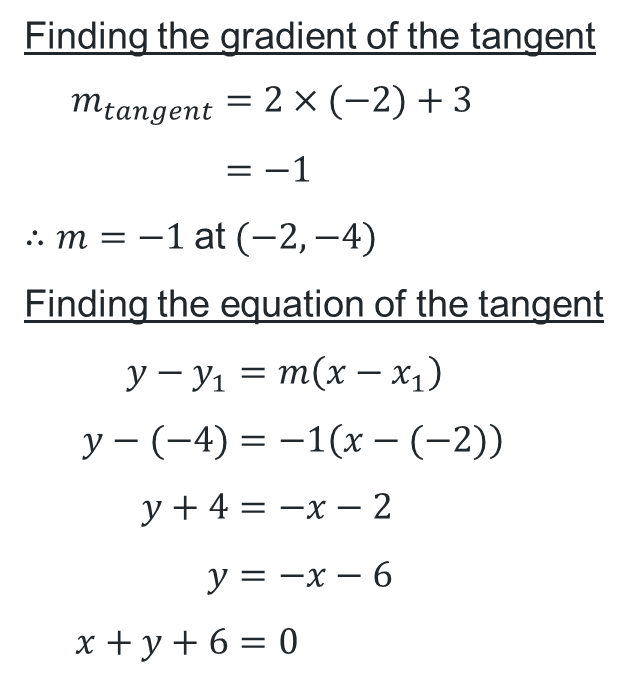 Finding the gradient of the tangent
m_tangent = 2 × (−2) + 3
= −1
∴ m = −1 at (−2, −4)
Finding the equation of the tangent
y − y₁ = m(x − x₁)
y − (−4) = −1(x − (−2))
y + 4 = −x − 2
y = −x − 6
x + y + 6 = 0